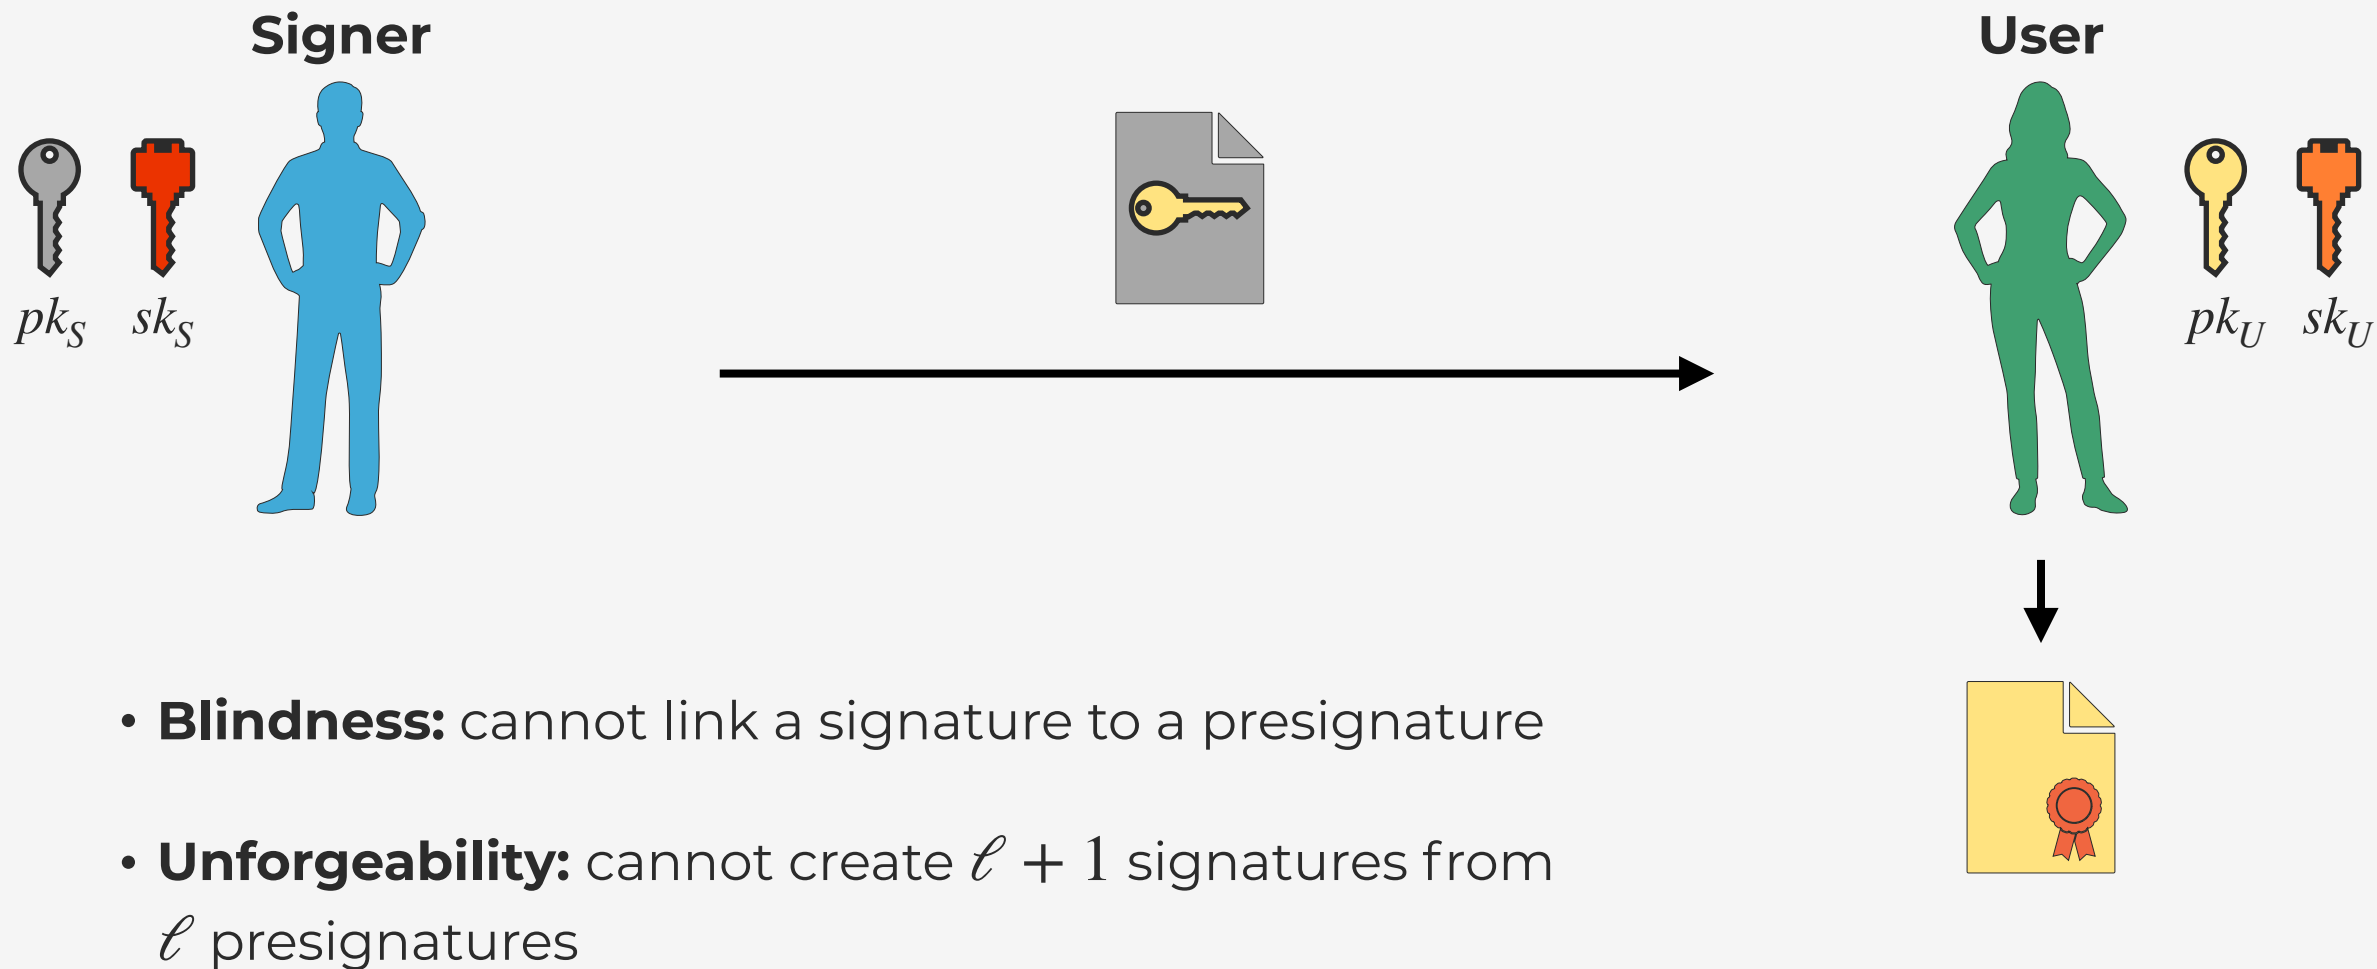 Signer
User
pk_S sk_S
pk_U sk_U
• Blindness: cannot link a signature to a presignature
• Unforgeability: cannot create ℓ + 1 signatures from
ℓ presignatures